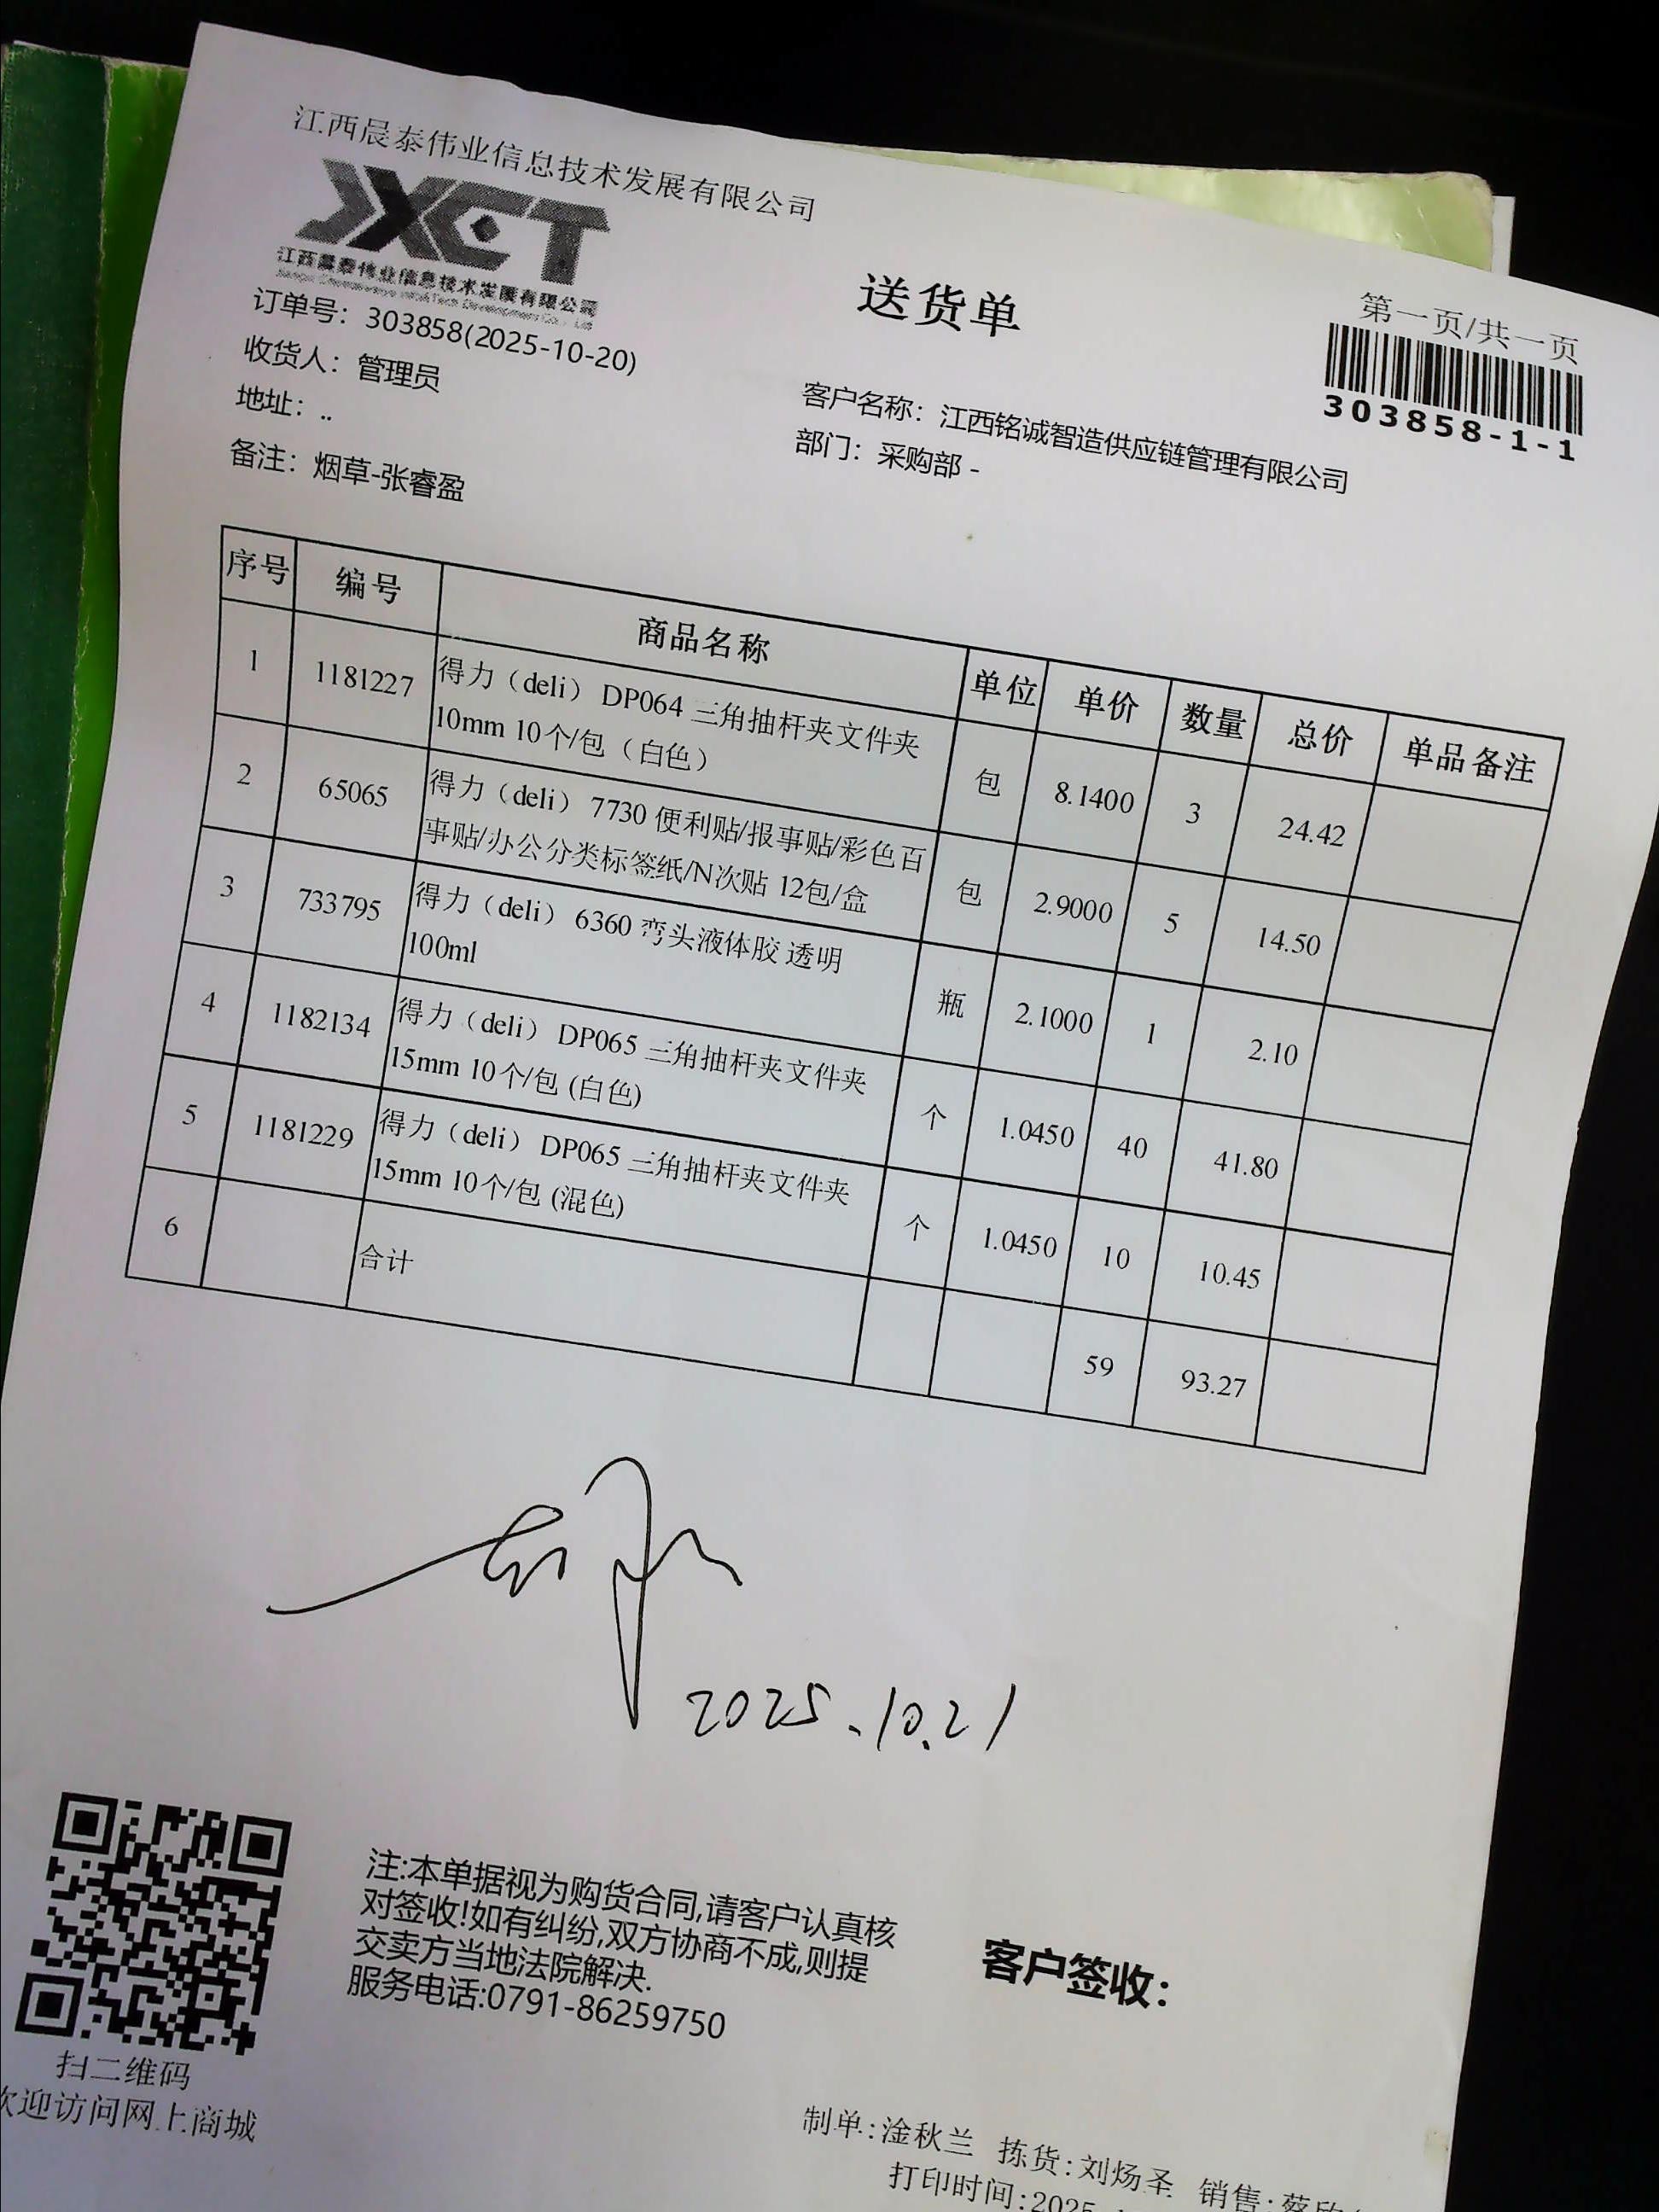 江西晨泰伟业信息技术发展有限公司
JXCT
江西晨泰伟业信息技术发展有限公司
送货单
第一页/共一页
303858-1-1
订单号：303858(2025-10-20)
收货人：管理员
客户名称：江西铭诚智造供应链管理有限公司
地址：..
部门：采购部 -
备注：烟草-张睿盈
序号 编号 商品名称 单位 单价 数量 总价 单品备注
1 1181227 得力（deli） DP064 三角抽杆夹文件夹 10mm 10个/包（白色） 包 8.1400 3 24.42
2 65065 得力（deli） 7730 便利贴/报事贴/彩色百事贴/办公分类标签纸/N次贴 12包/盒 包 2.9000 5 14.50
3 733795 得力（deli） 6360 弯头液体胶 透明 100ml 瓶 2.1000 1 2.10
4 1182134 得力（deli） DP065 三角抽杆夹文件夹 15mm 10个/包 (白色) 个 1.0450 40 41.80
5 1181229 得力（deli） DP065 三角抽杆夹文件夹 15mm 10个/包 (混色) 个 1.0450 10 10.45
6 合计 59 93.27
2025.10.21
注:本单据视为购货合同,请客户认真核
对签收!如有纠纷,双方协商不成,则提
交卖方当地法院解决.
服务电话:0791-86259750
客户签收：
扫二维码
欢迎访问网上商城
制单:淦秋兰 拣货:刘炀圣 销售:蔡
打印时间:2025